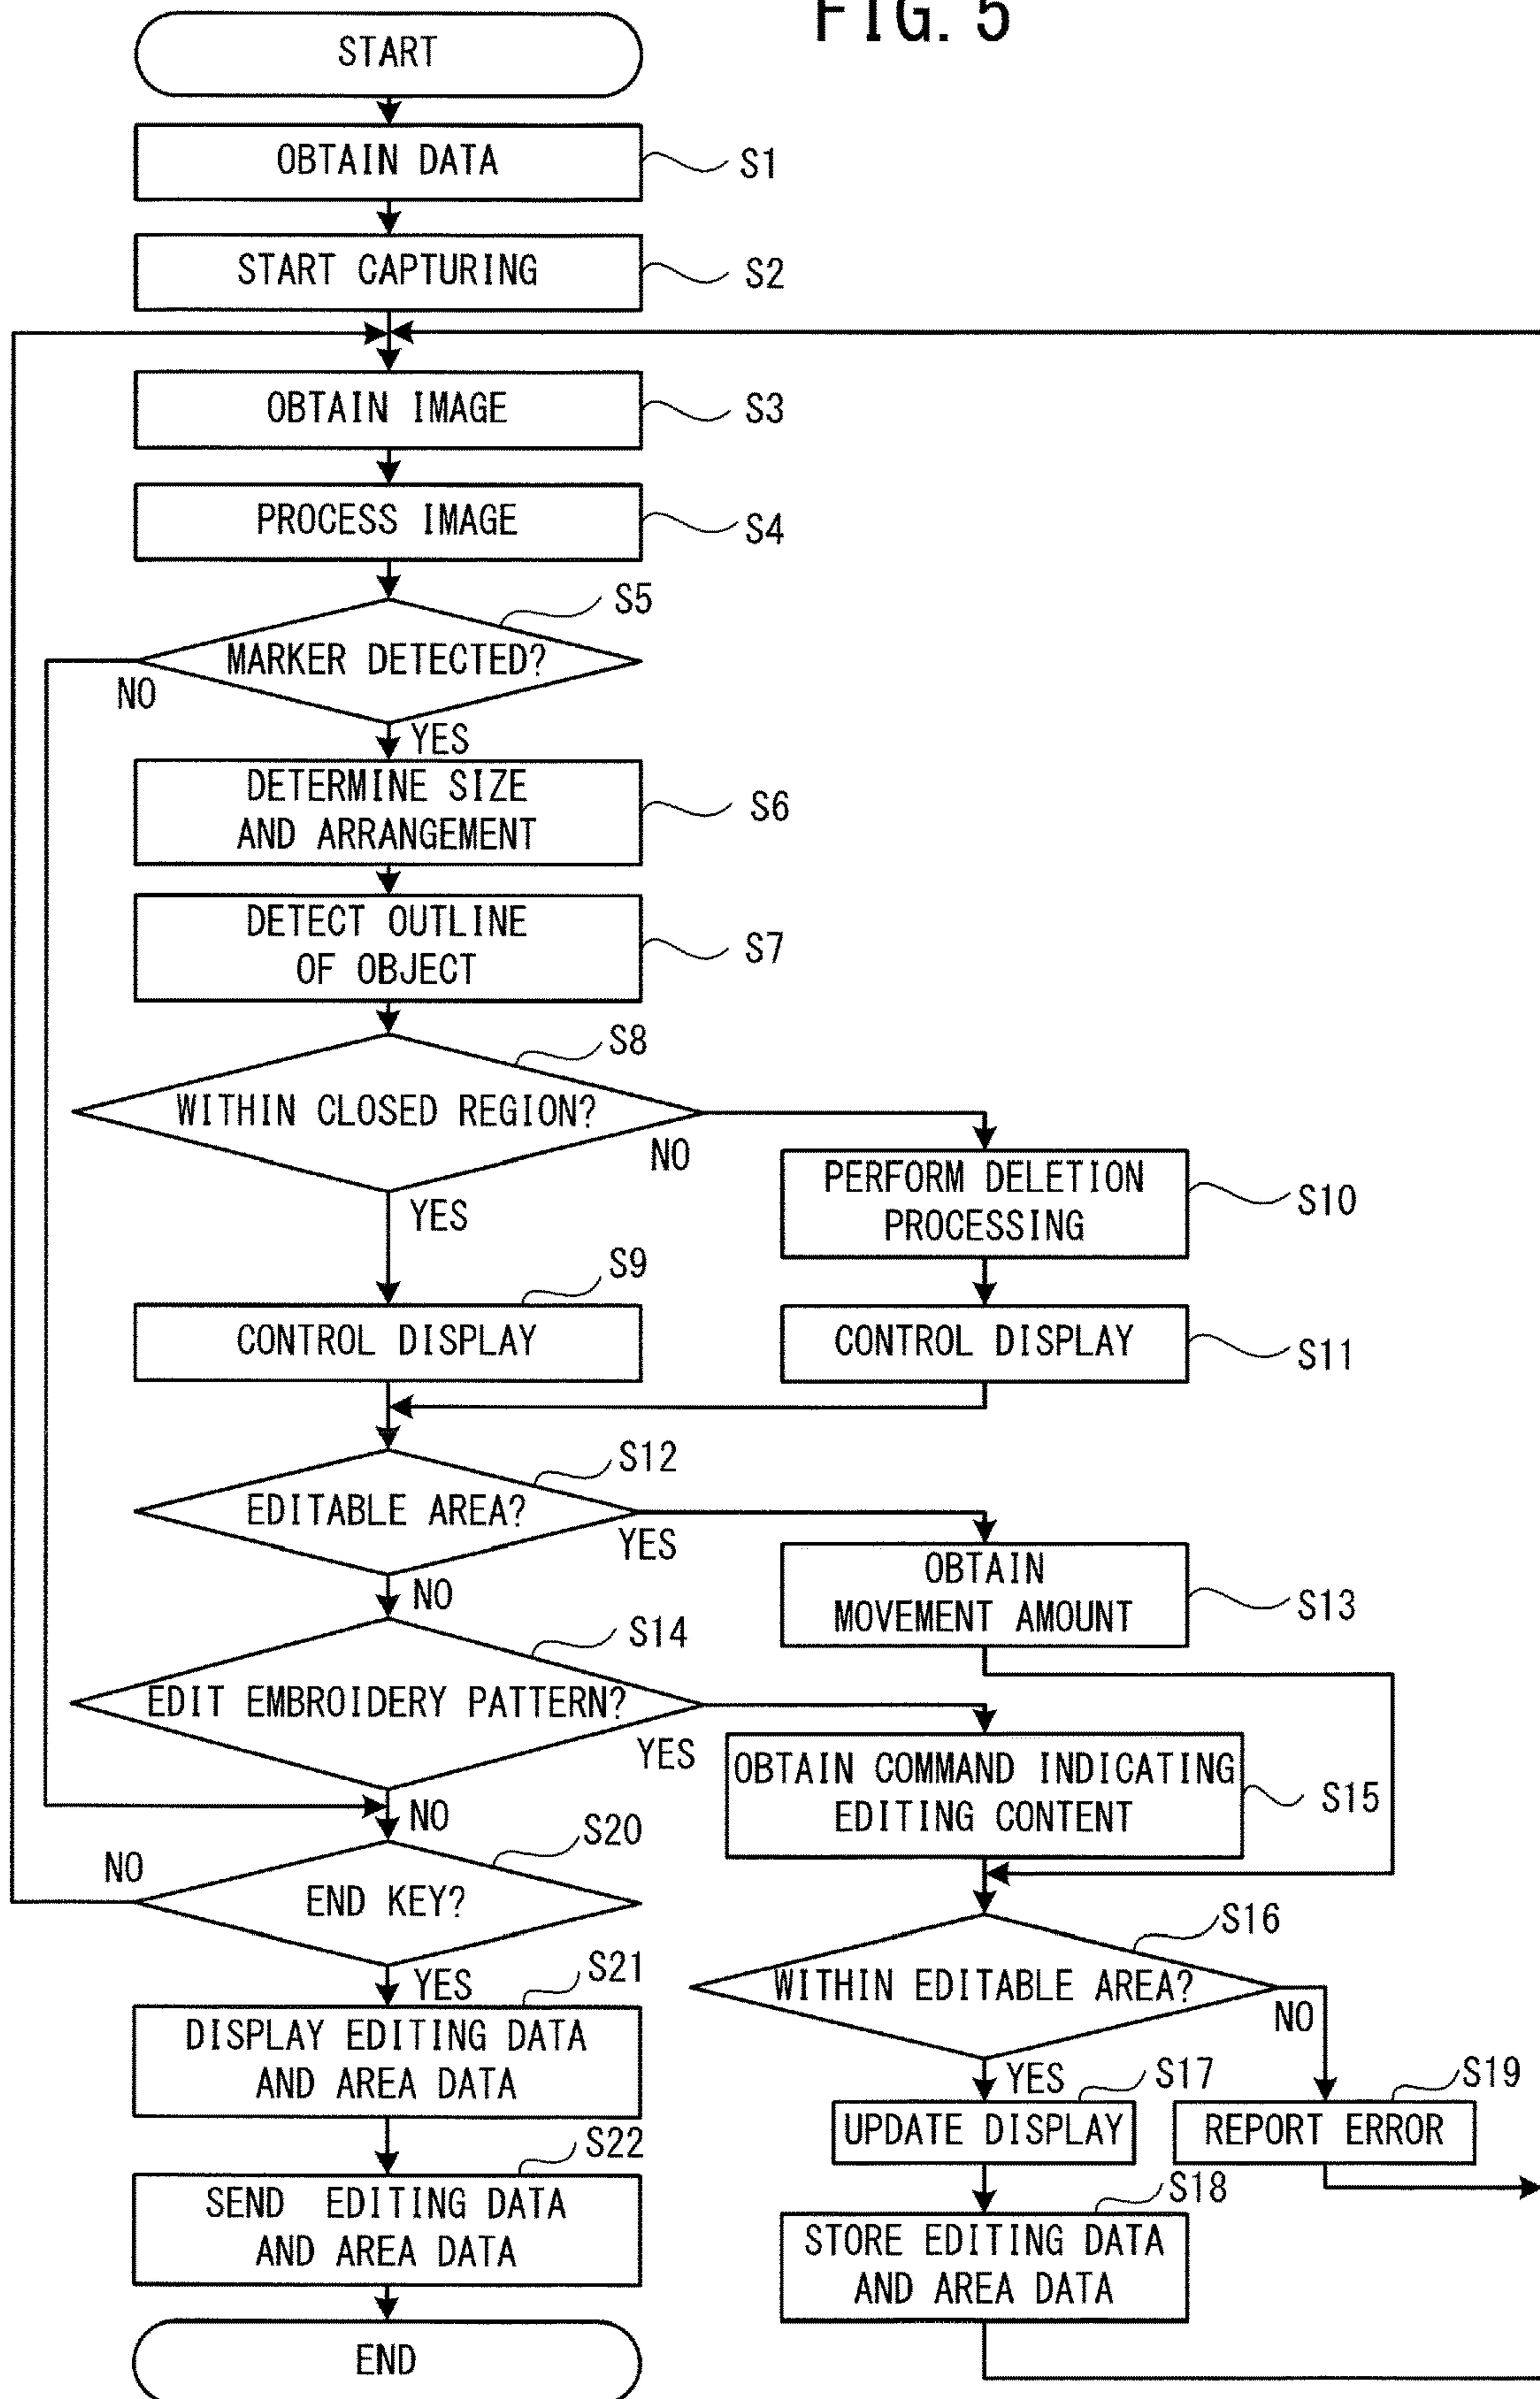 FIG. 5
START
OBTAIN DATA
S1
START CAPTURING
S2
OBTAIN IMAGE
S3
PROCESS IMAGE
S4
S5
MARKER DETECTED?
NO
YES
DETERMINE SIZE
AND ARRANGEMENT
S6
DETECT OUTLINE
OF OBJECT
S7
S8
WITHIN CLOSED REGION?
NO
YES
PERFORM DELETION
PROCESSING
S10
S9
CONTROL DISPLAY
CONTROL DISPLAY
S11
S12
EDITABLE AREA?
YES
NO
OBTAIN
MOVEMENT AMOUNT
S13
S14
EDIT EMBROIDERY PATTERN?
YES
NO
OBTAIN COMMAND INDICATING
EDITING CONTENT
S15
S20
NO
END KEY?
YES
S16
WITHIN EDITABLE AREA?
NO
YES
S21
DISPLAY EDITING DATA
AND AREA DATA
S17
UPDATE DISPLAY
S19
REPORT ERROR
S22
SEND EDITING DATA
AND AREA DATA
S18
STORE EDITING DATA
AND AREA DATA
END